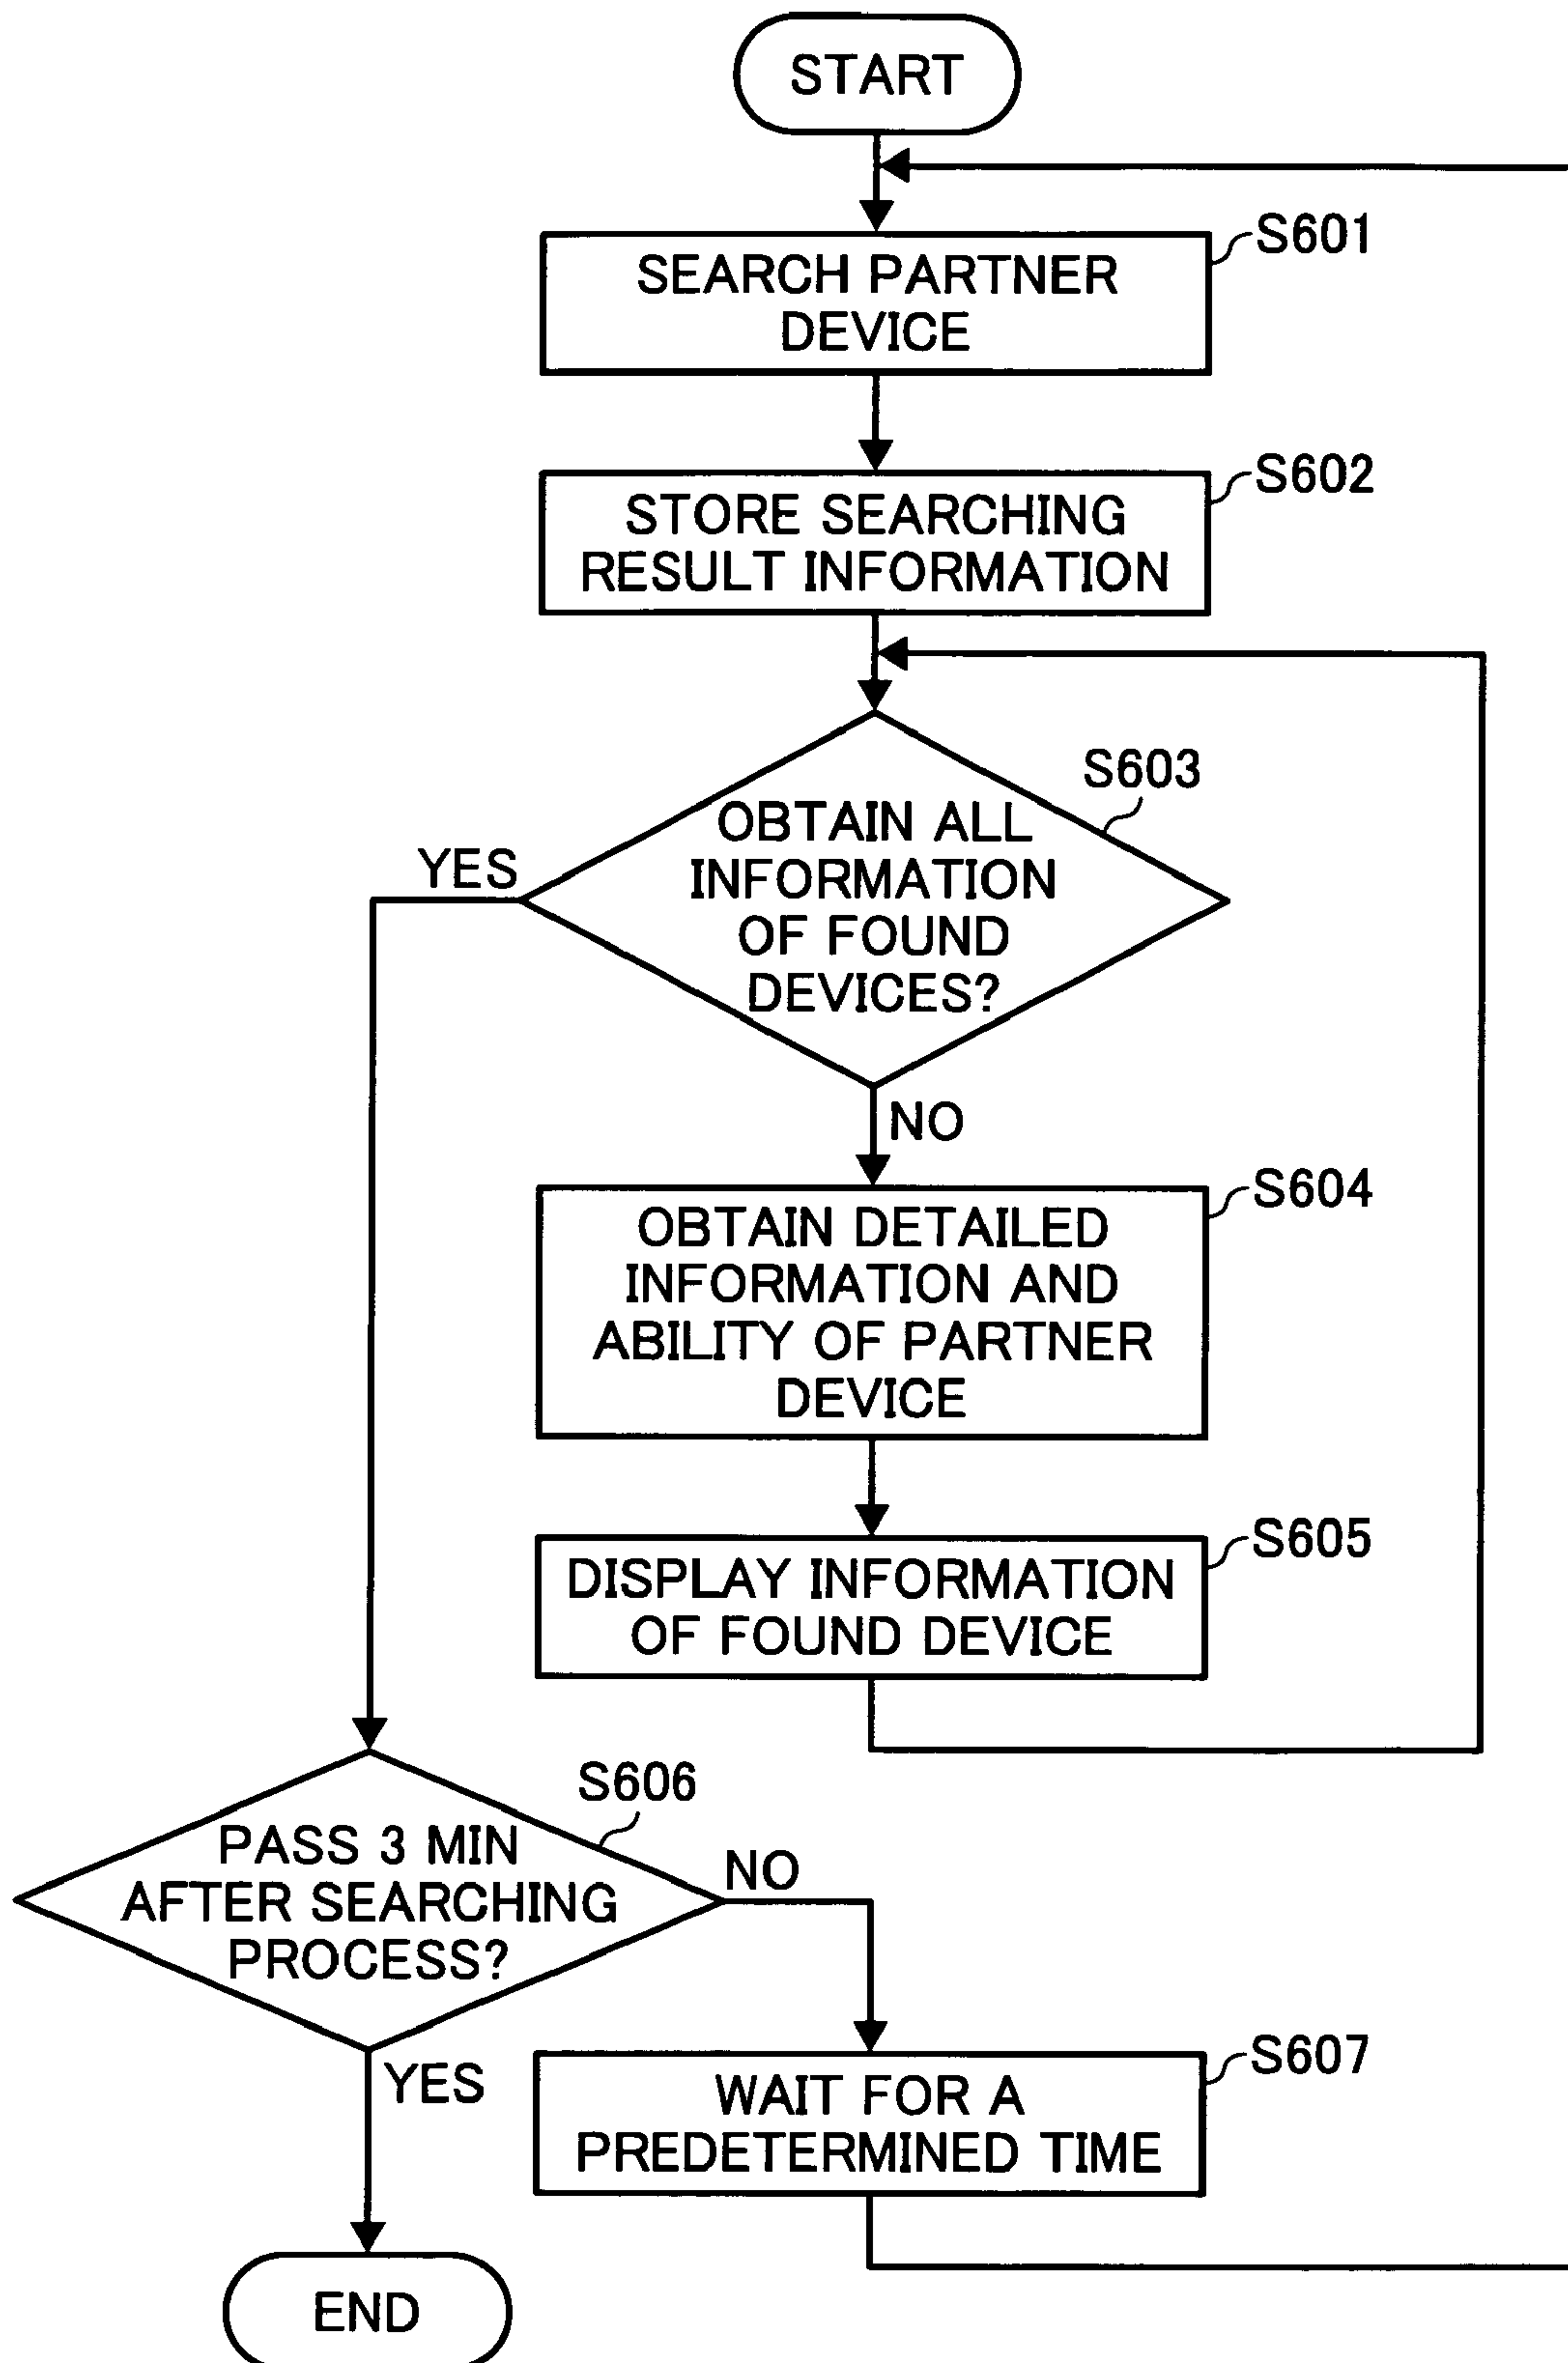 START
S601
SEARCH PARTNER
DEVICE
S602
STORE SEARCHING
RESULT INFORMATION
S603
OBTAIN ALL
INFORMATION
OF FOUND
DEVICES?
YES
NO
S604
OBTAIN DETAILED
INFORMATION AND
ABILITY OF PARTNER
DEVICE
S605
DISPLAY INFORMATION
OF FOUND DEVICE
S606
PASS 3 MIN
AFTER SEARCHING
PROCESS?
NO
YES
S607
WAIT FOR A
PREDETERMINED TIME
END